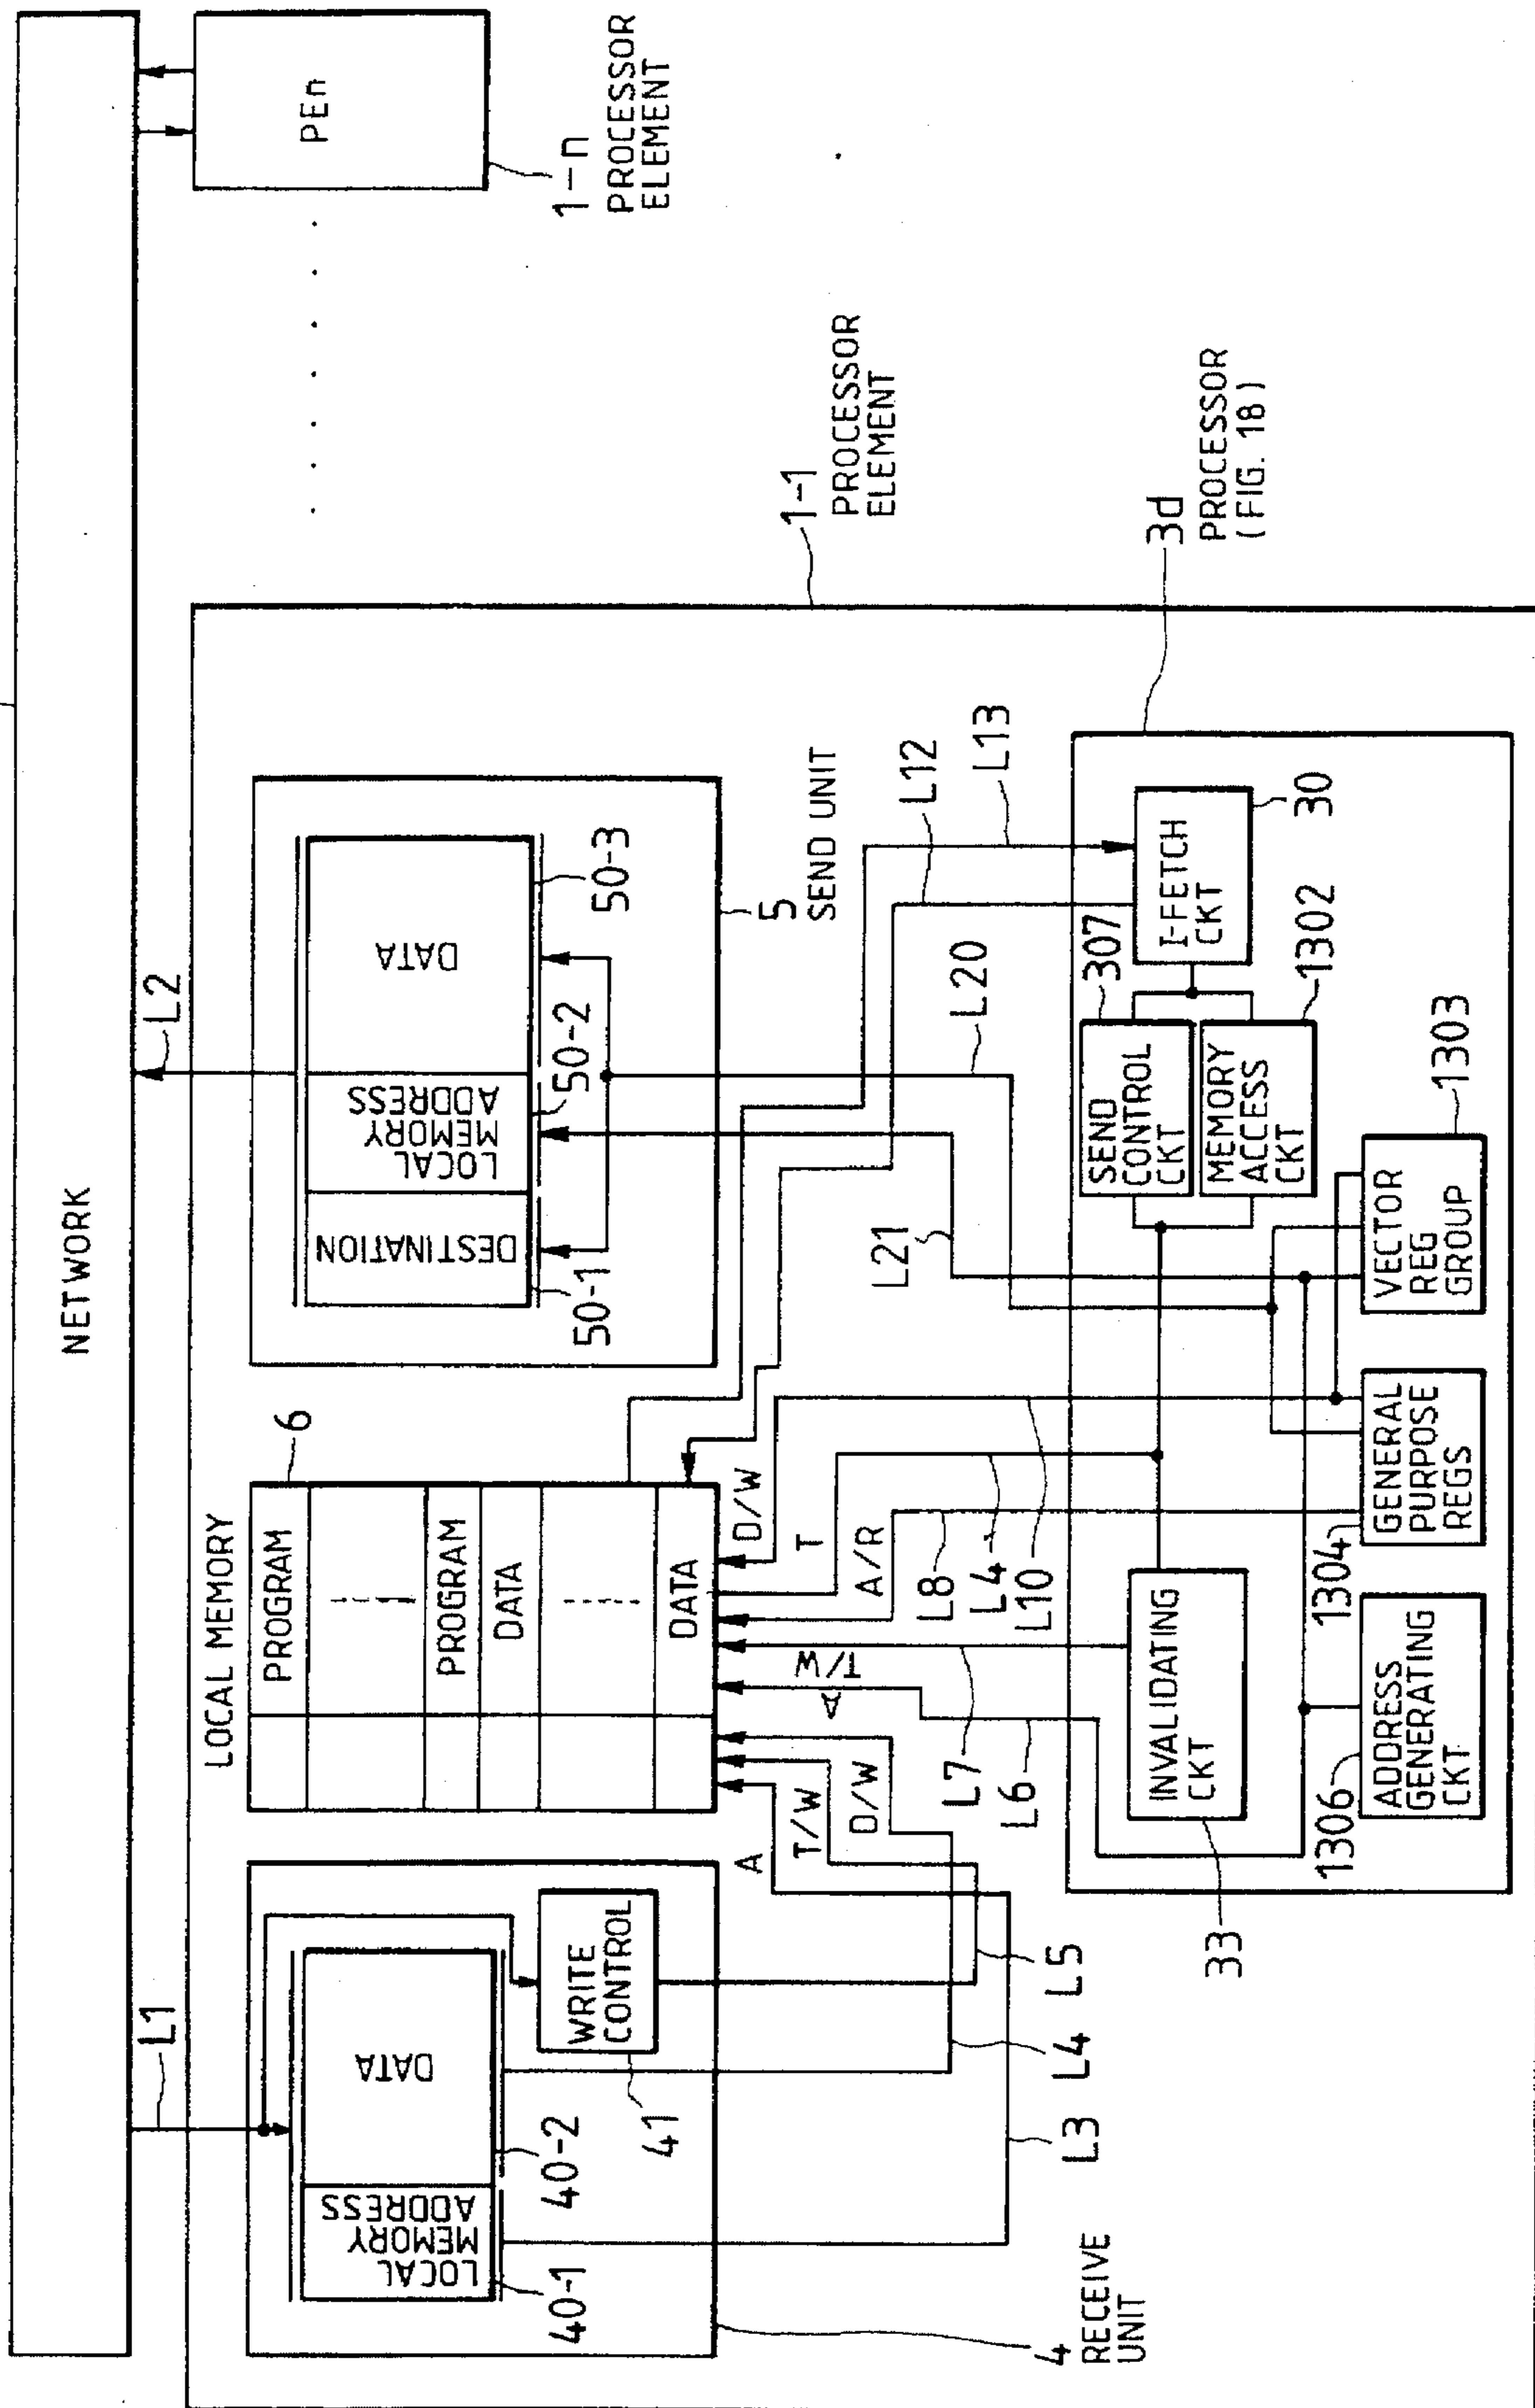 NETWORK
L1
L2
PEn
1-n
PROCESSOR
ELEMENT
LOCAL MEMORY
6
PROGRAM
PROGRAM
DATA
DATA
LOCAL
MEMORY
ADDRESS
DATA
40-1
40-2
WRITE
CONTROL
41
4
RECEIVE
UNIT
DESTINATION
LOCAL
MEMORY
ADDRESS
DATA
50-1
50-2
50-3
5
SEND UNIT
1-1
PROCESSOR
ELEMENT
A
T/W
D/W
A
T/W
A/R
T
D/W
L3
L4
L5
L6
L7
L8
L4
L10
L21
L20
L12
L13
3d
PROCESSOR
(FIG. 18)
33
INVALIDATING
CKT
307
SEND
CONTROL
CKT
MEMORY
ACCESS
CKT
1302
I-FETCH
CKT
30
1306
ADDRESS
GENERATING
CKT
1304
GENERAL
PURPOSE
REGS
VECTOR
REG
GROUP
1303